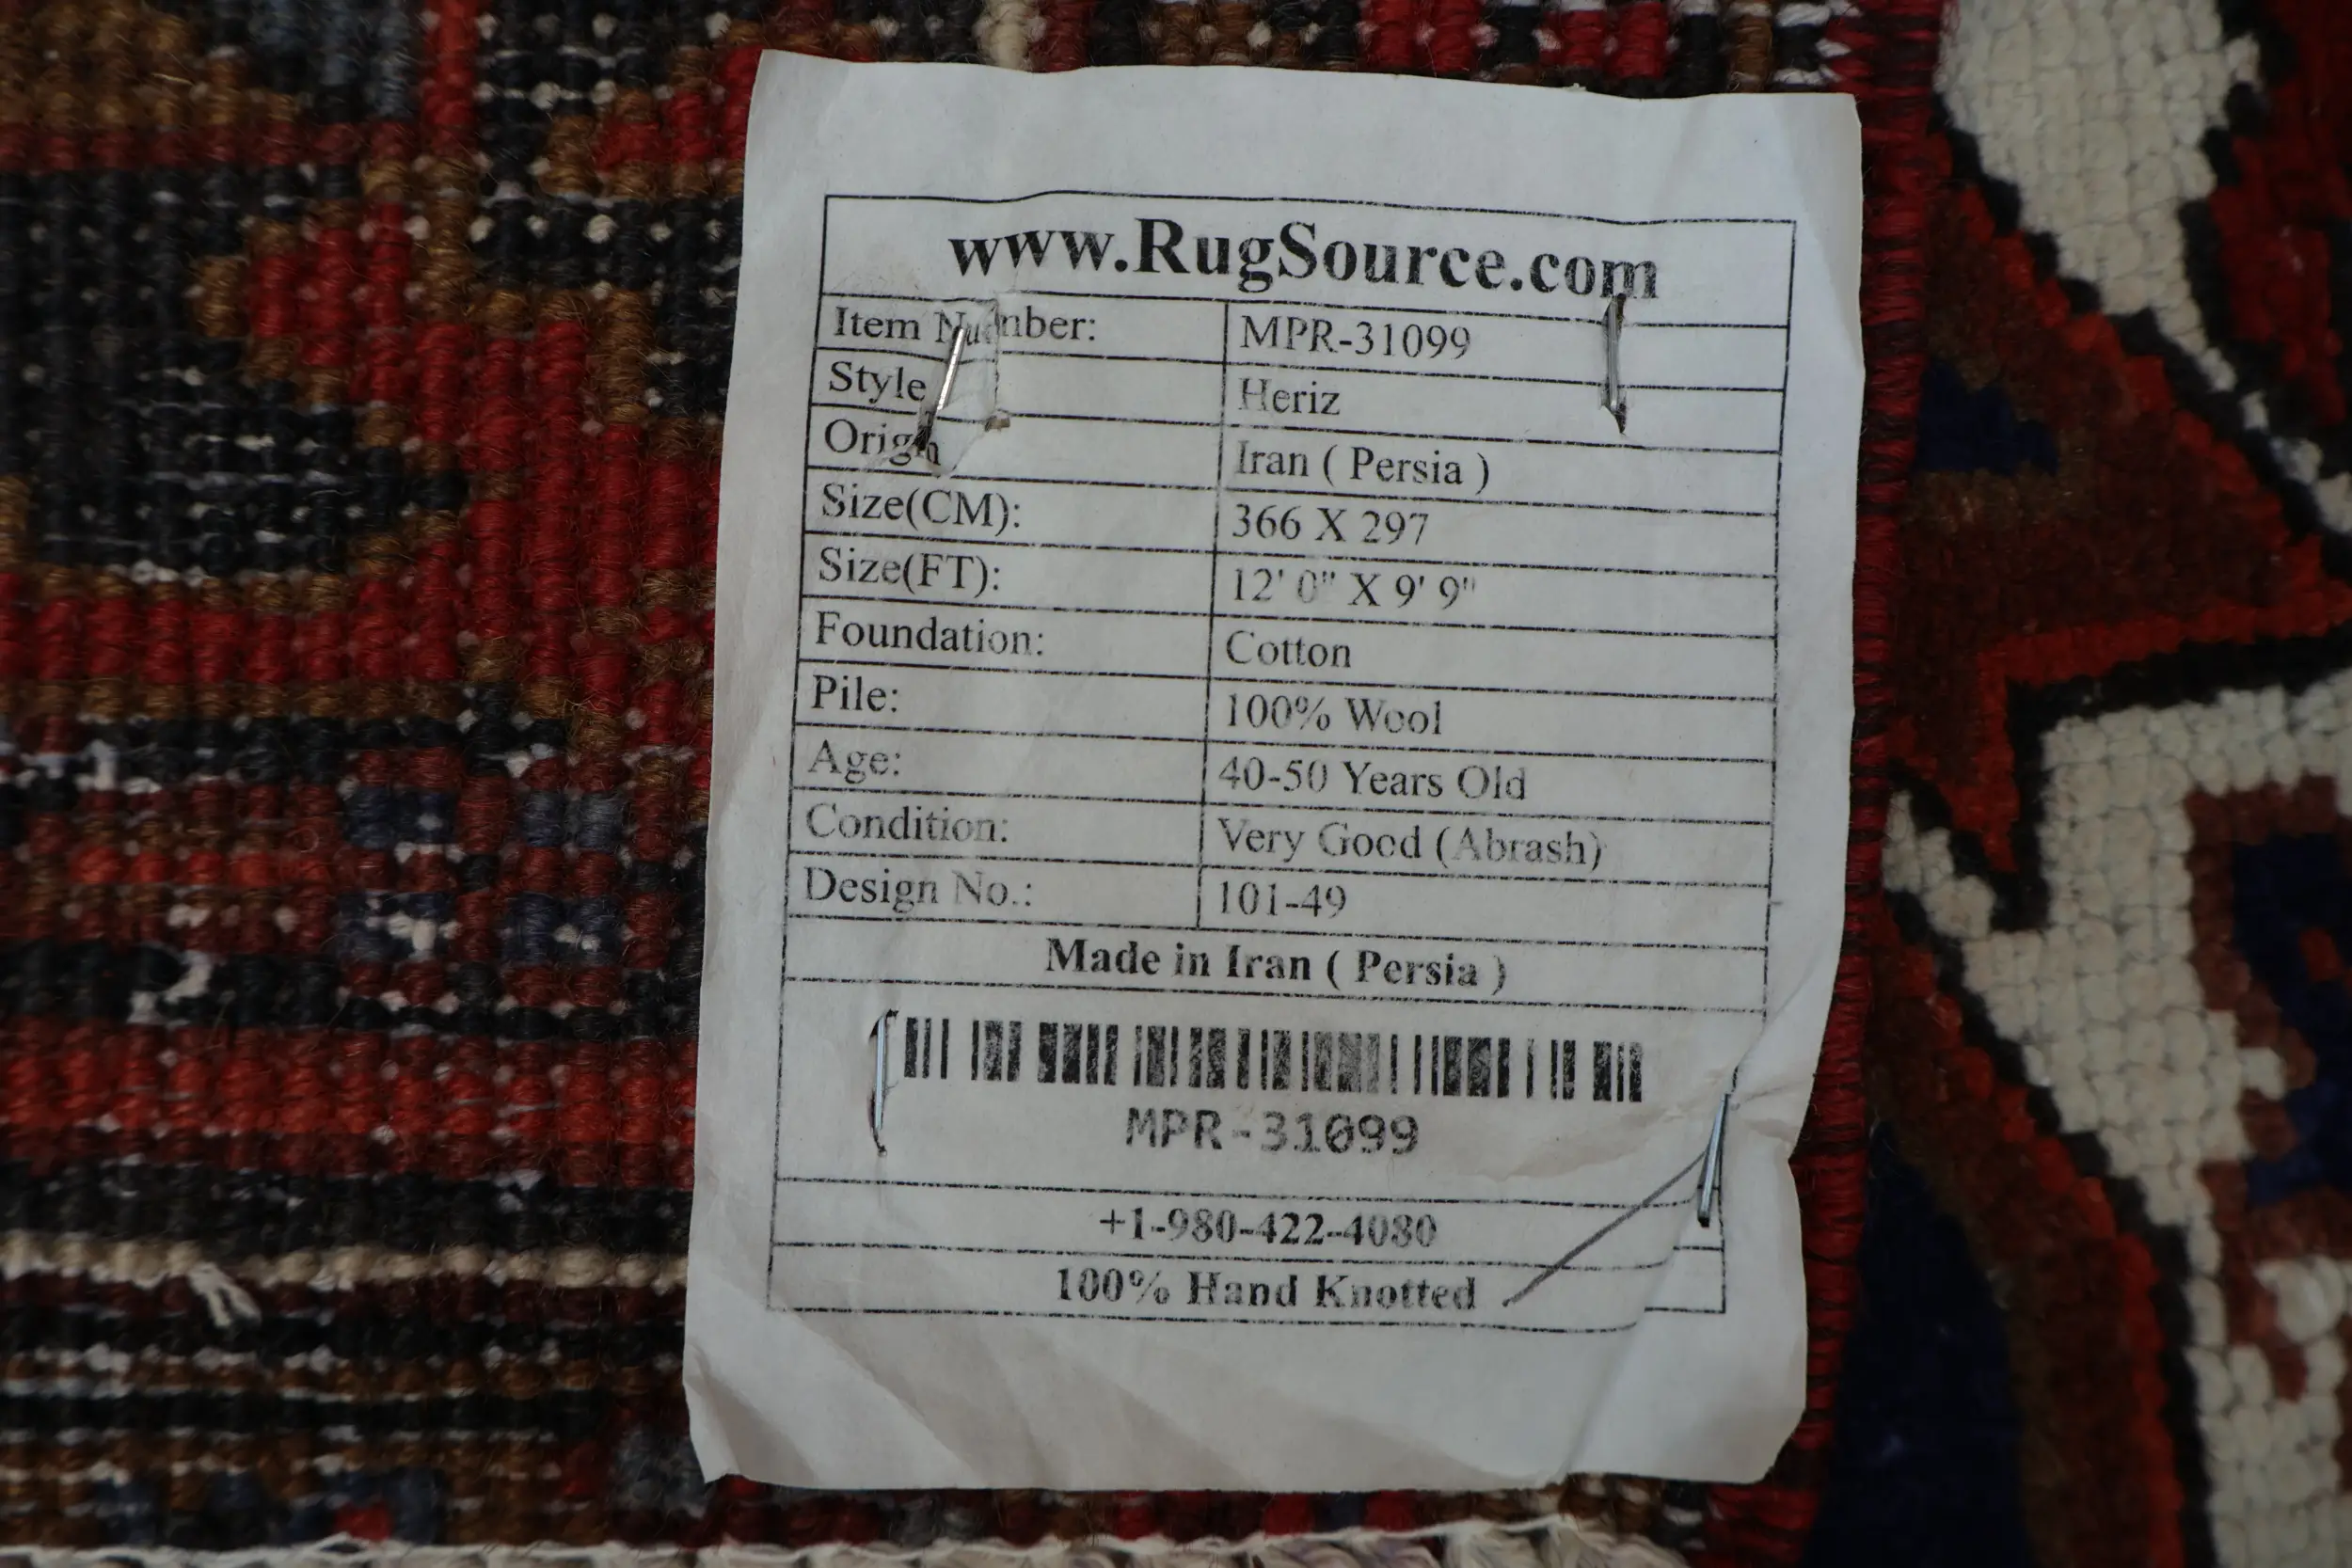 www.RugSource.com
Item Number: MPR-31099
Style Heriz
Origin Iran ( Persia )
Size(CM): 366 X 297
Size(FT): 12' 0" X 9' 9"
Foundation: Cotton
Pile: 100% Wool
Age: 40-50 Years Old
Condition: Very Good (Abrash)
Design No.: 101-49
Made in Iran ( Persia )
MPR-31099
+1-980-422-4080
100% Hand Knotted